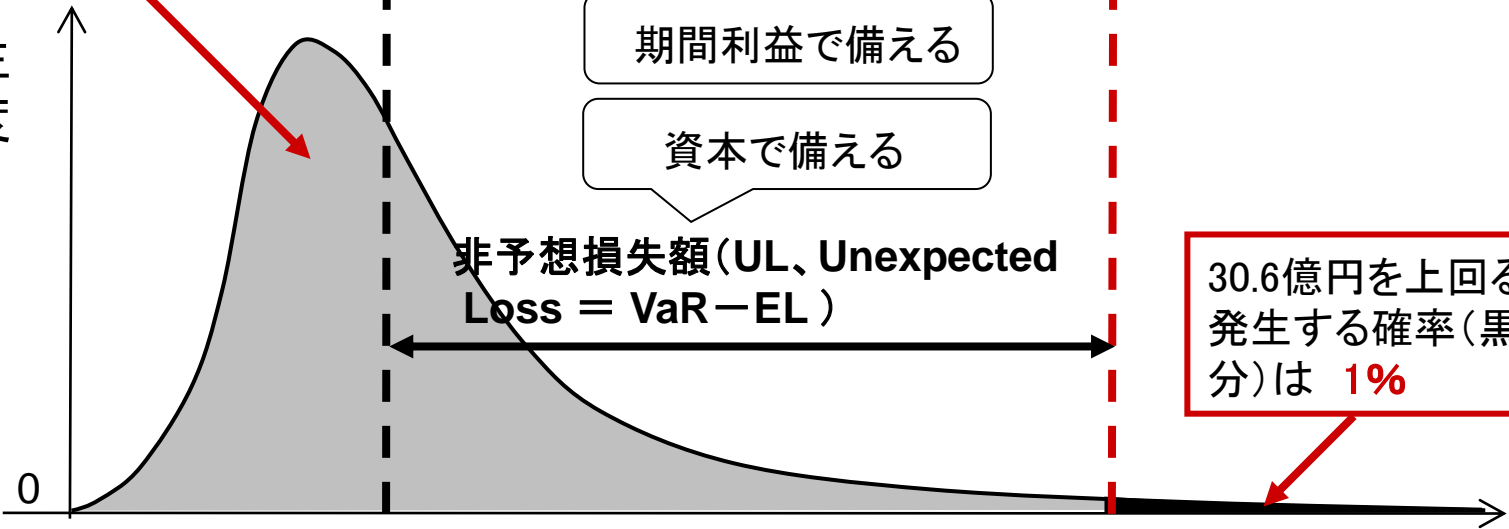 期間利益で備える
度
資本で備える
非予想損失額(UL、Unexpected
Loss = VaR-EL )
30.6億円を上回る
発生する確率(黒
分)は 1%
0